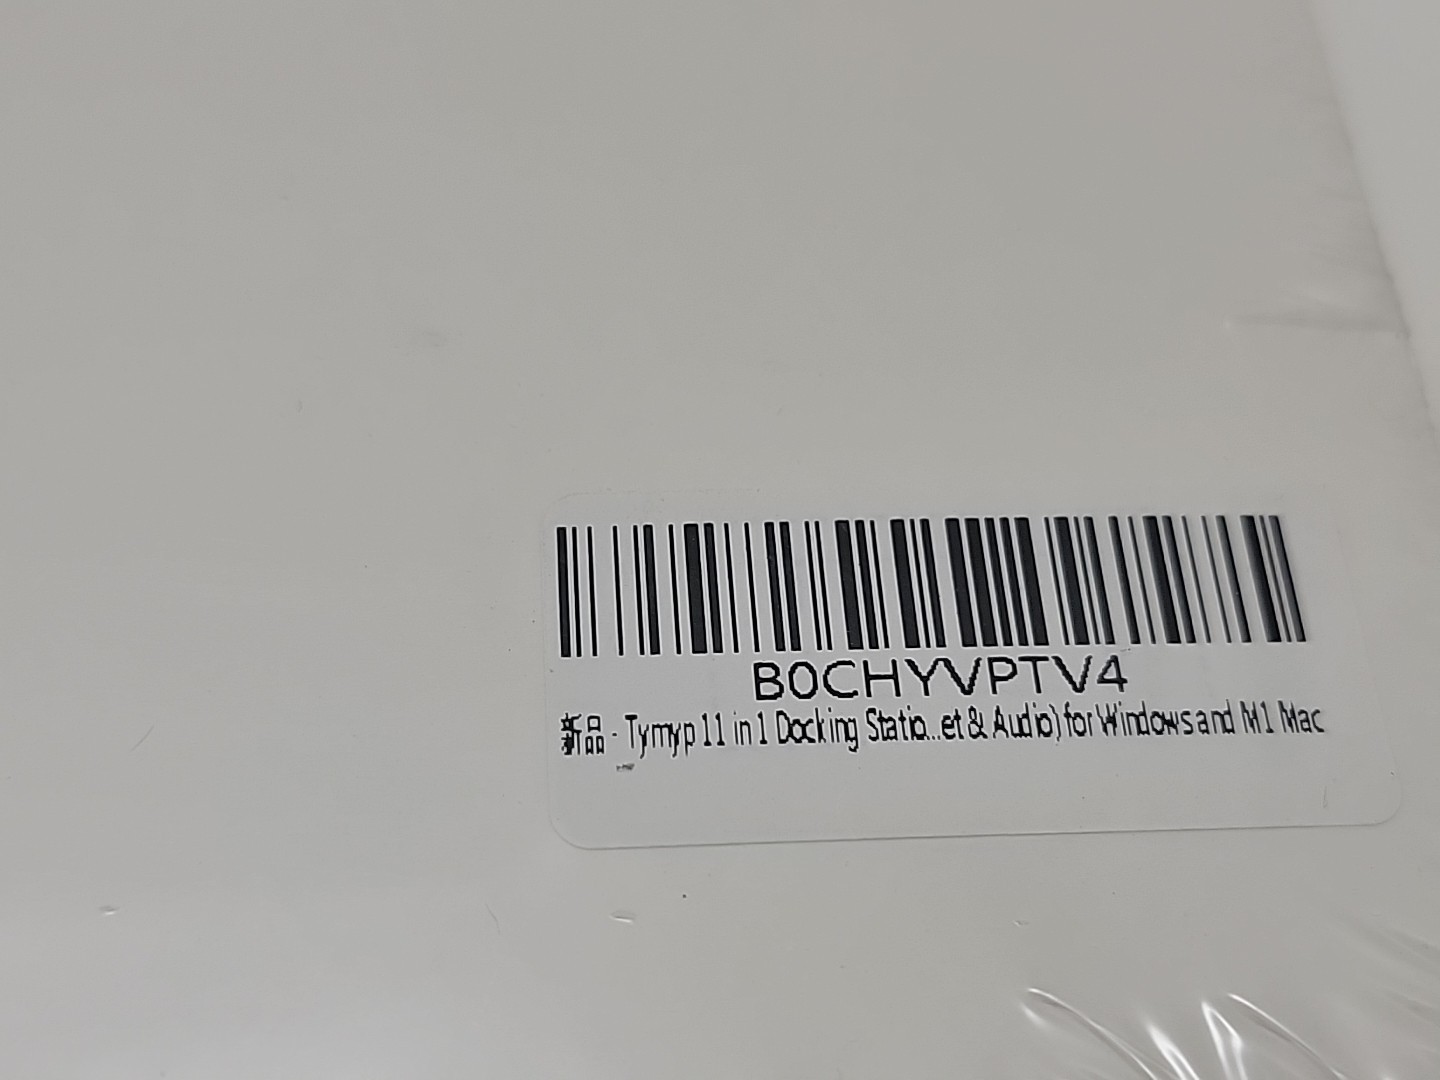 B0CHYVPTV4
新品 - Tymyp 11 in 1 Docking Statio...et & Audio) for Windows and M1 Mac